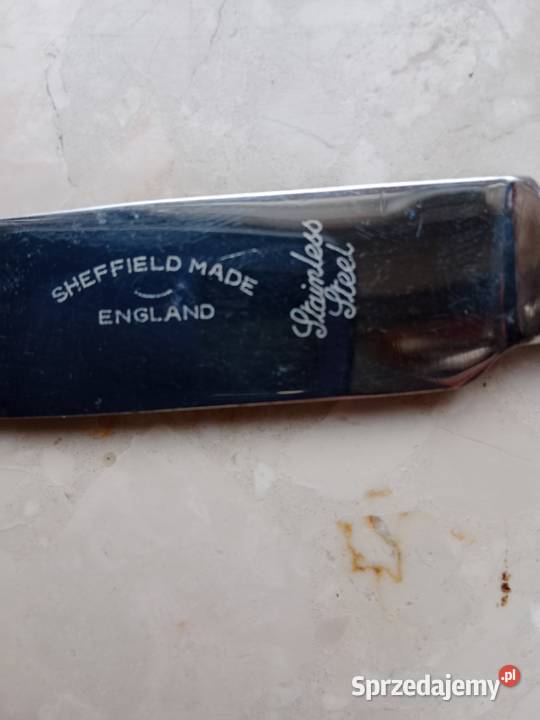 SHEFFIELD MADE
ENGLAND
Stainless
Steel
Sprzedajemy.pl